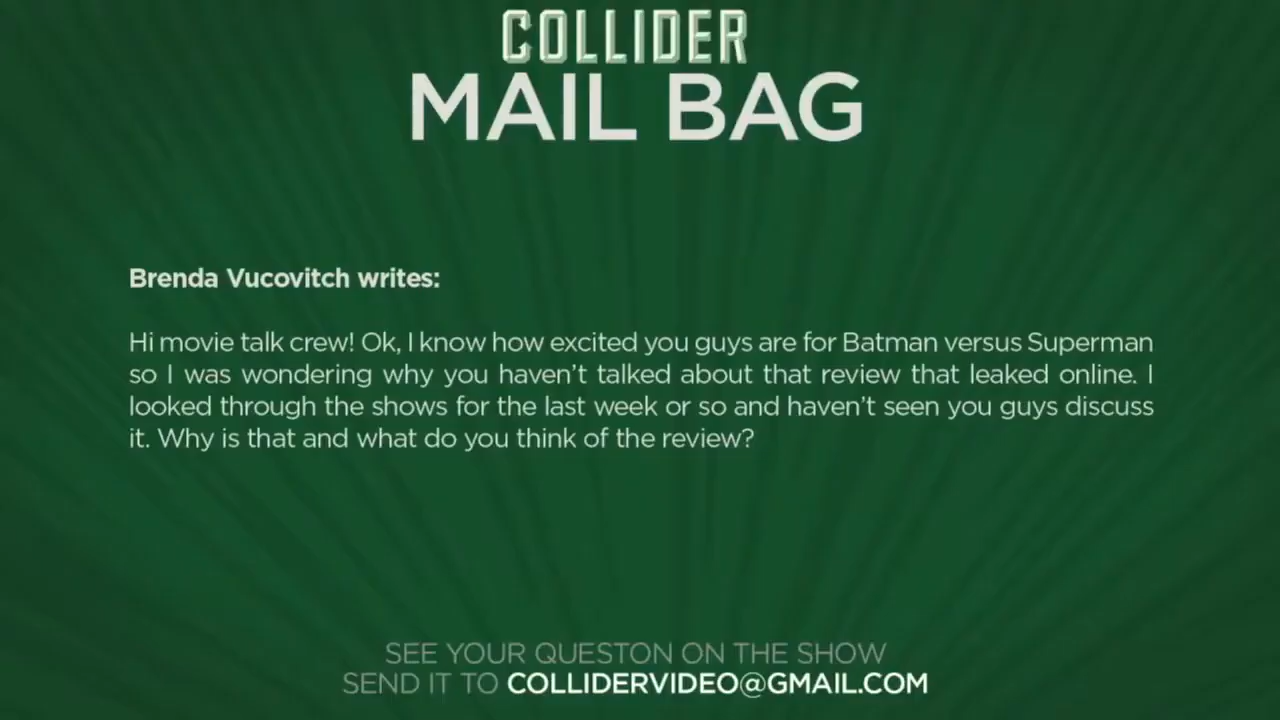 COLLIDER
MAIL BAG
Brenda Vucovitch writes:
Hi movie talk crew! Ok, I know how excited you guys are for Batman versus Superman
so I was wondering why you haven't talked about that review that leaked online. I
looked through the shows for the last week or so and haven't seen you guys discuss
it. Why is that and what do you think of the review?
SEE YOUR QUESTON ON THE SHOW
SEND IT TO COLLIDERVIDEO@GMAIL.COM